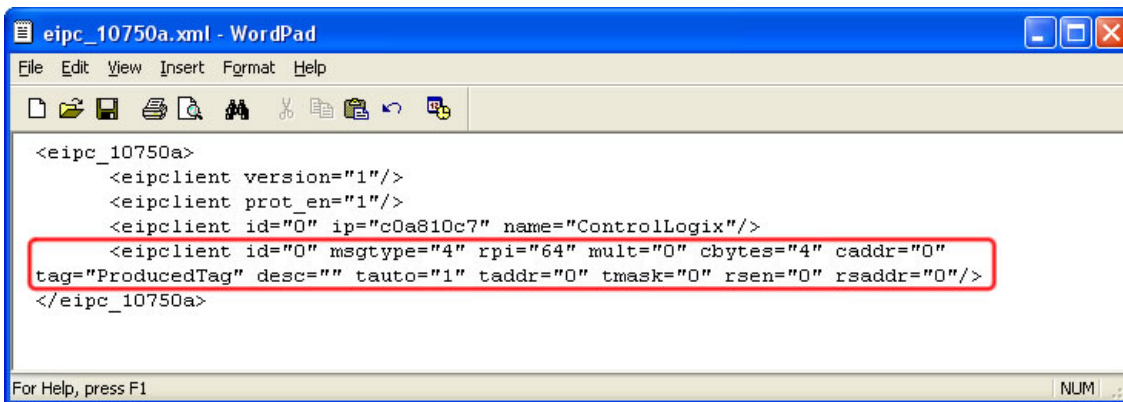 eipc_10750a.xml - WordPad
File Edit View Insert Format Help
<eipc_10750a>
<eipclient version="1"/>
<eipclient prot_en="1"/>
<eipclient id="0" ip="c0a810c7" name="ControlLogix"/>
<eipclient id="0" msgtype="4" rpi="64" mult="0" cbytes="4" caddr="0"
tag="ProducedTag" desc="" tauto="1" taddr="0" tmask="0" rsen="0" rsaddr="0"/>
</eipc_10750a>
For Help, press F1 NUM